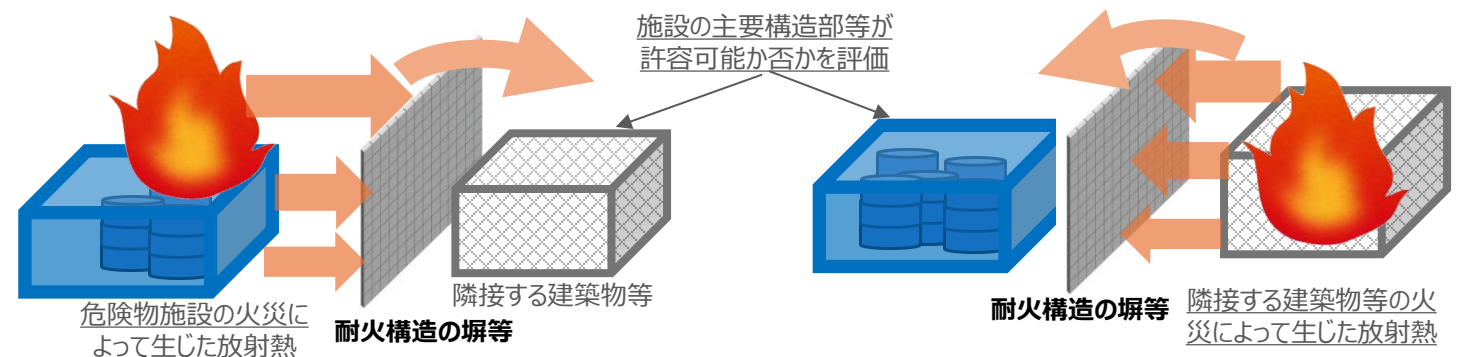 施設の主要構造部等が
許容可能か否かを評価
隣接する建築物等
危険物施設の火災に
よって生じた放射熱
耐火構造の塀等
耐火構造の塀等
隣接する建築物等の火
災によって生じた放射熱